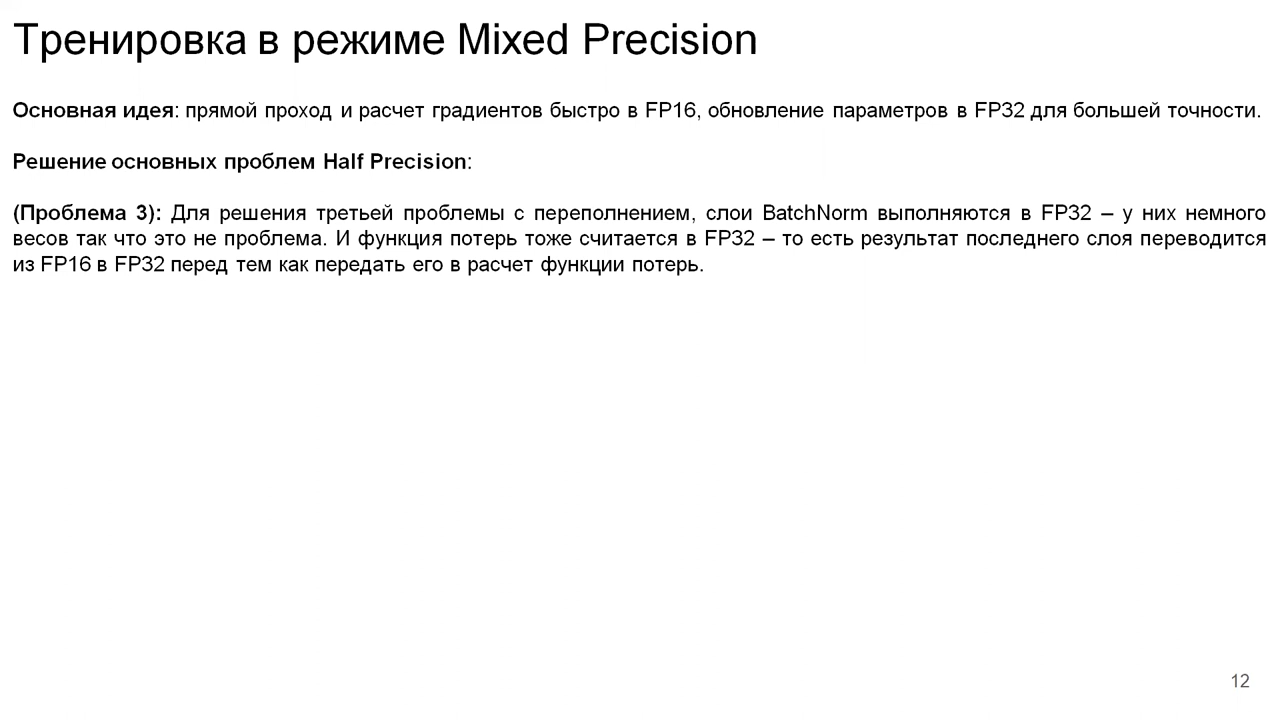 Тренировка в режиме Mixed Precision
Основная идея: прямой проход и расчет градиентов быстро в FP16, обновление параметров в FP32 для большей точности.
Решение основных проблем Half Precision:
(Проблема 3): Для решения третьей проблемы с переполнением, слои BatchNorm выполняются в FP32 – у них немного
весов так что это не проблема. И функция потерь тоже считается в FP32 – то есть результат последнего слоя переводится
из FP16 в FP32 перед тем как передать его в расчет функции потерь.
12